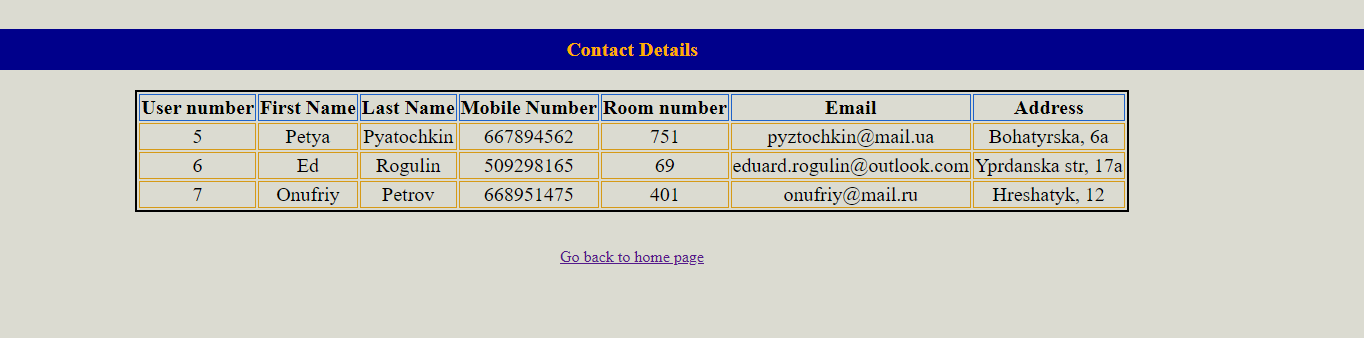 Contact Details
User number First Name Last Name Mobile Number Room number Email Address
5 Petya Pyatochkin 667894562 751 pyztochkin@mail.ua Bohatyrska, 6a
6 Ed Rogulin 509298165 69 eduard.rogulin@outlook.com Yprdanska str, 17a
7 Onufriy Petrov 668951475 401 onufriy@mail.ru Hreshatyk, 12
Go back to home page